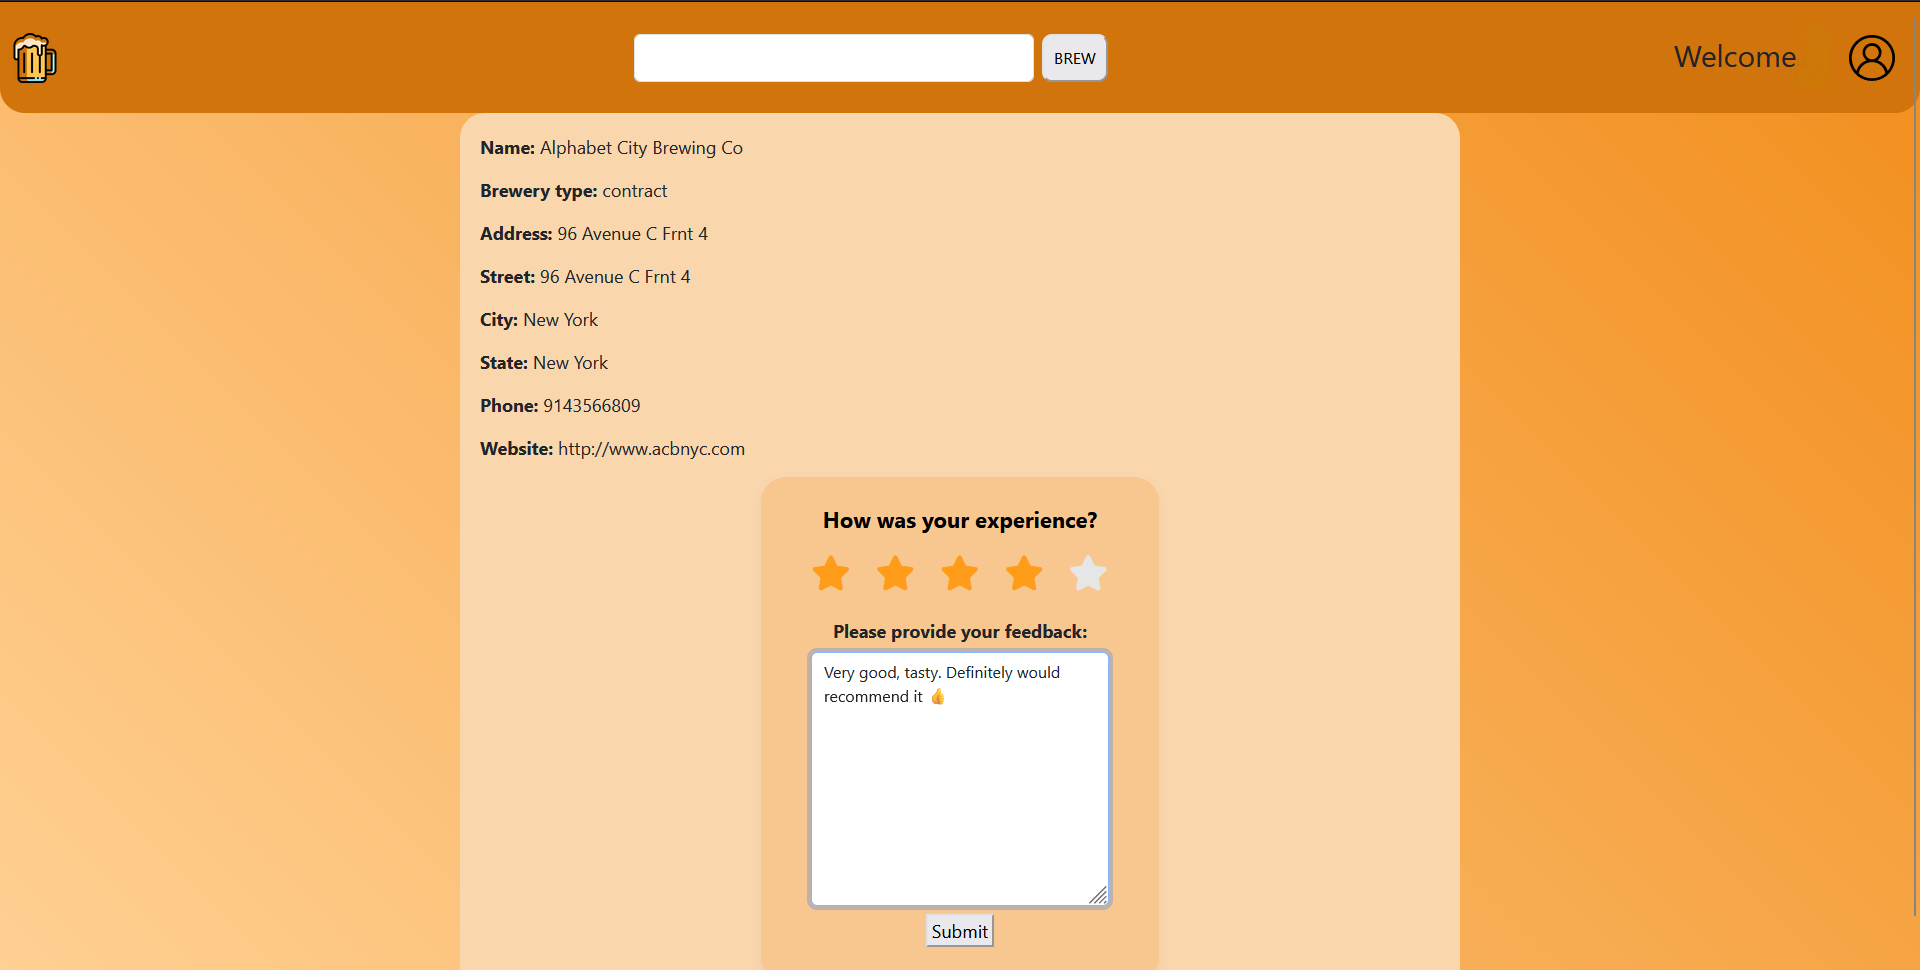 BREW
Welcome
Name: Alphabet City Brewing Co
Brewery type: contract
Address: 96 Avenue C Frnt 4
Street: 96 Avenue C Frnt 4
City: New York
State: New York
Phone: 9143566809
Website: http://www.acbnyc.com
How was your experience?
Please provide your feedback:
Very good, tasty. Definitely would
recommend it 👍
Submit